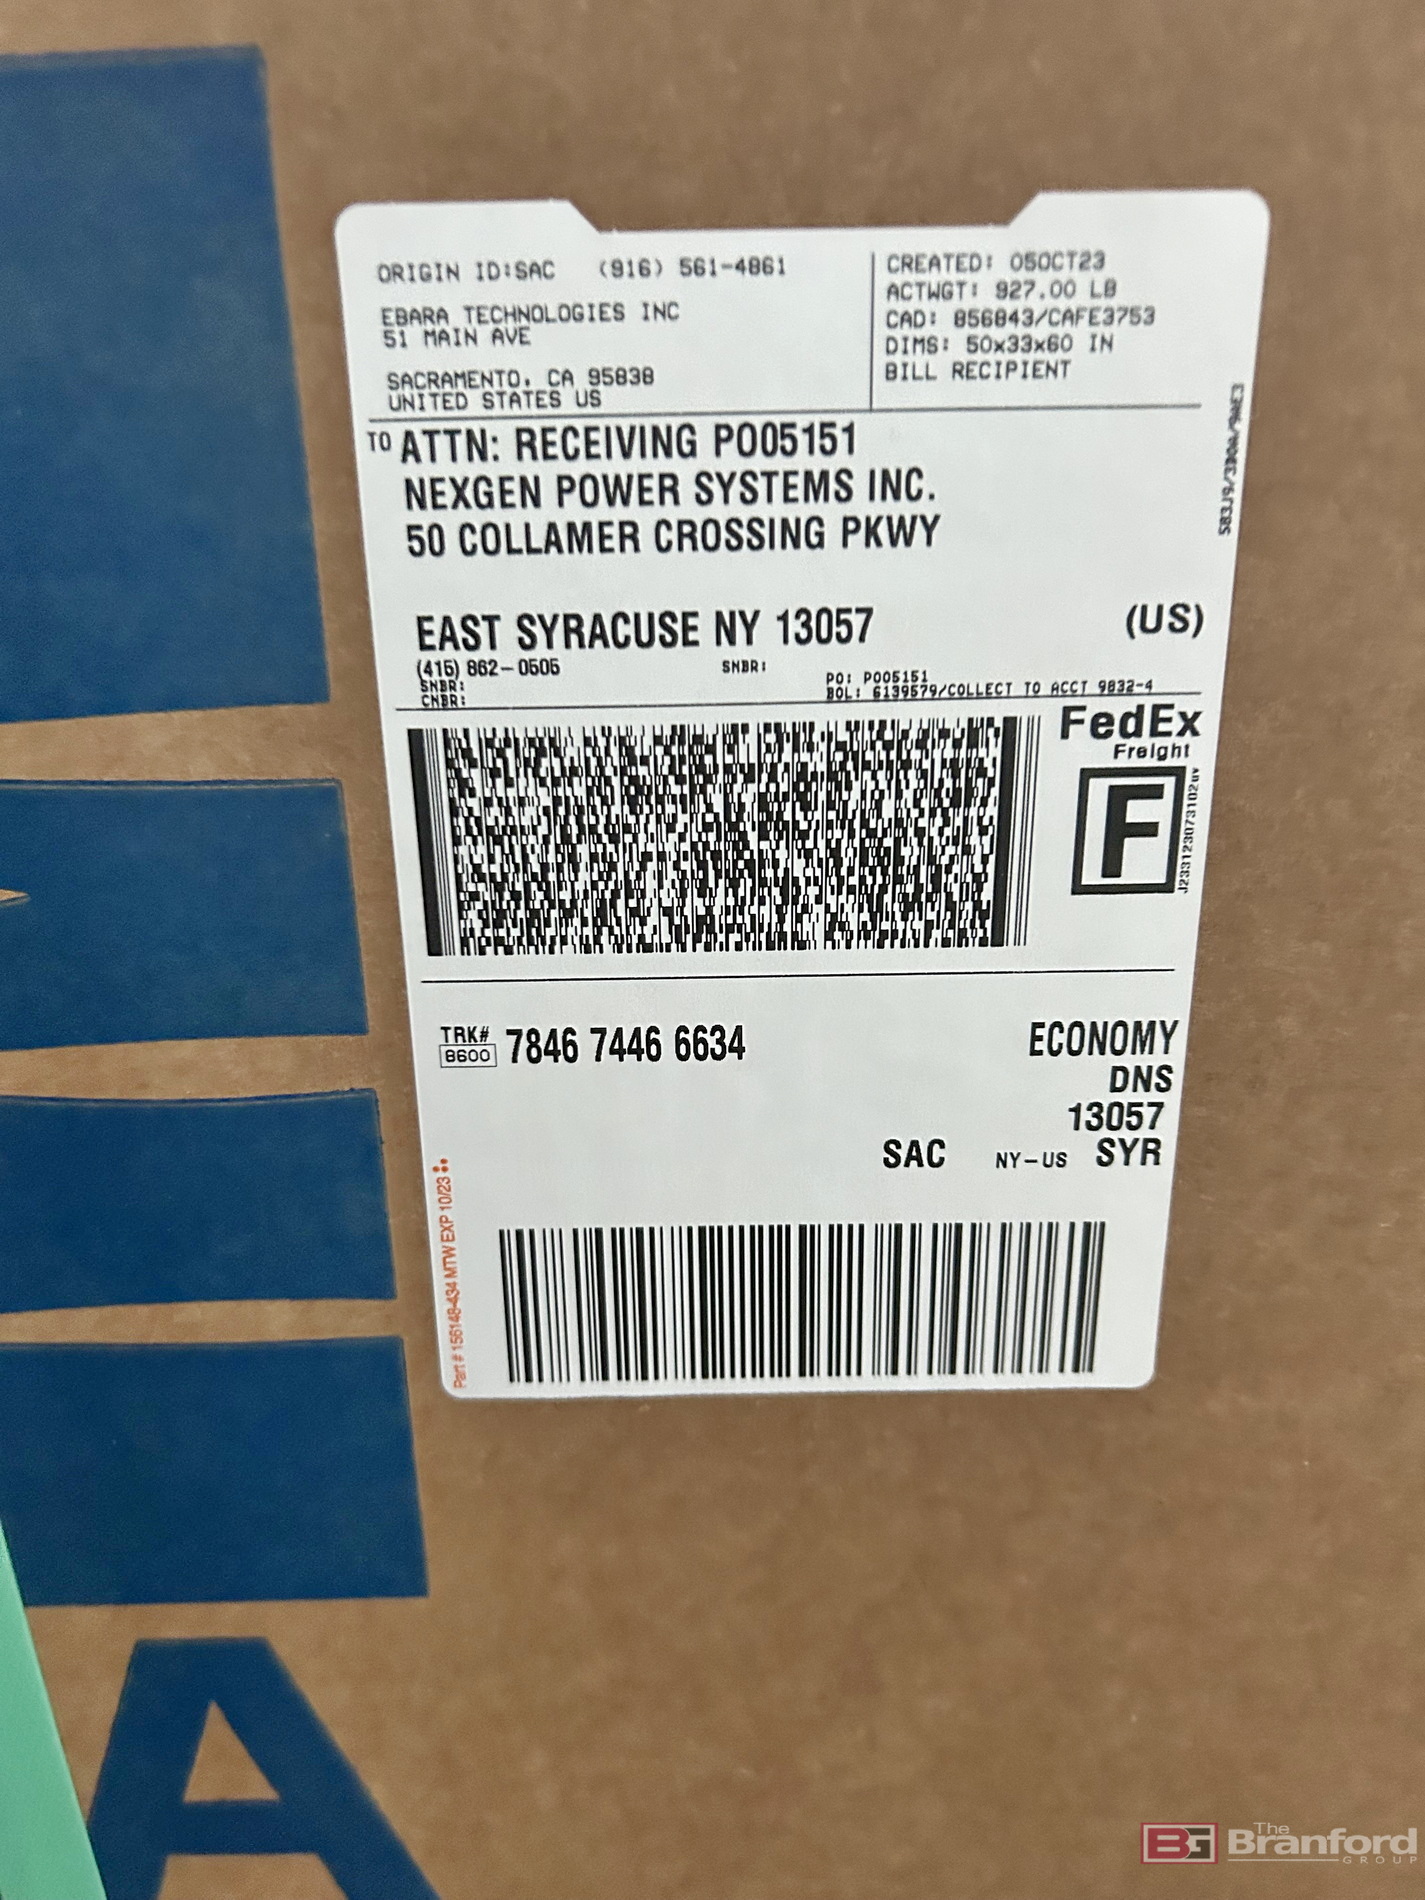 ORIGIN ID:SAC (916) 561-4861
EBARA TECHNOLOGIES INC
51 MAIN AVE
SACRAMENTO, CA 95838
UNITED STATES US
CREATED: 05OCT23
ACTWGT: 927.00 LB
CAD: 856843/CAFE3753
DIMS: 50x33x60 IN
BILL RECIPIENT
TO ATTN: RECEIVING PO05151
NEXGEN POWER SYSTEMS INC.
50 COLLAMER CROSSING PKWY
EAST SYRACUSE NY 13057 (US)
(415) 862-0505 SNBR:
SNBR:
CNBR:
PO: PO05151
BOL: 6139579/COLLECT TO ACCT 9832-4
FedEx
Freight
F
J233123073102uv
TRK#
8600
7846 7446 6634
ECONOMY
DNS
13057
SAC NY-US SYR
Part # 156148-434 MTW EXP 10/23
A
BG The Branford
GROUP